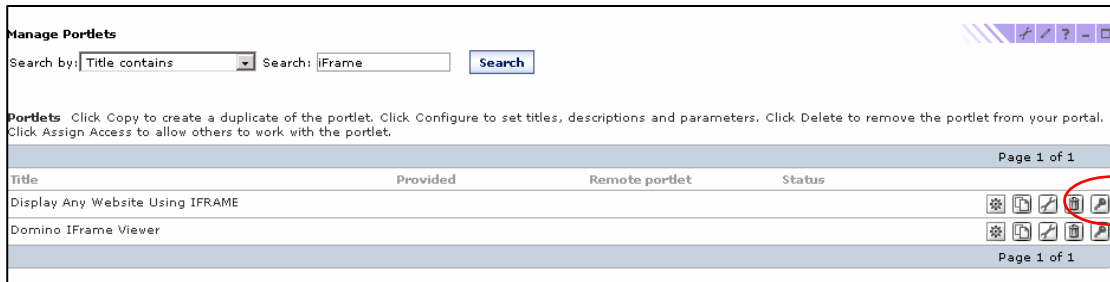 Manage Portlets
?
Search by: Title contains Search: iFrame Search
Portlets Click Copy to create a duplicate of the portlet. Click Configure to set titles, descriptions and parameters. Click Delete to remove the portlet from your portal.
Click Assign Access to allow others to work with the portlet.
Page 1 of 1
Title Provided Remote portlet Status
Display Any Website Using IFRAME
Domino IFrame Viewer
Page 1 of 1